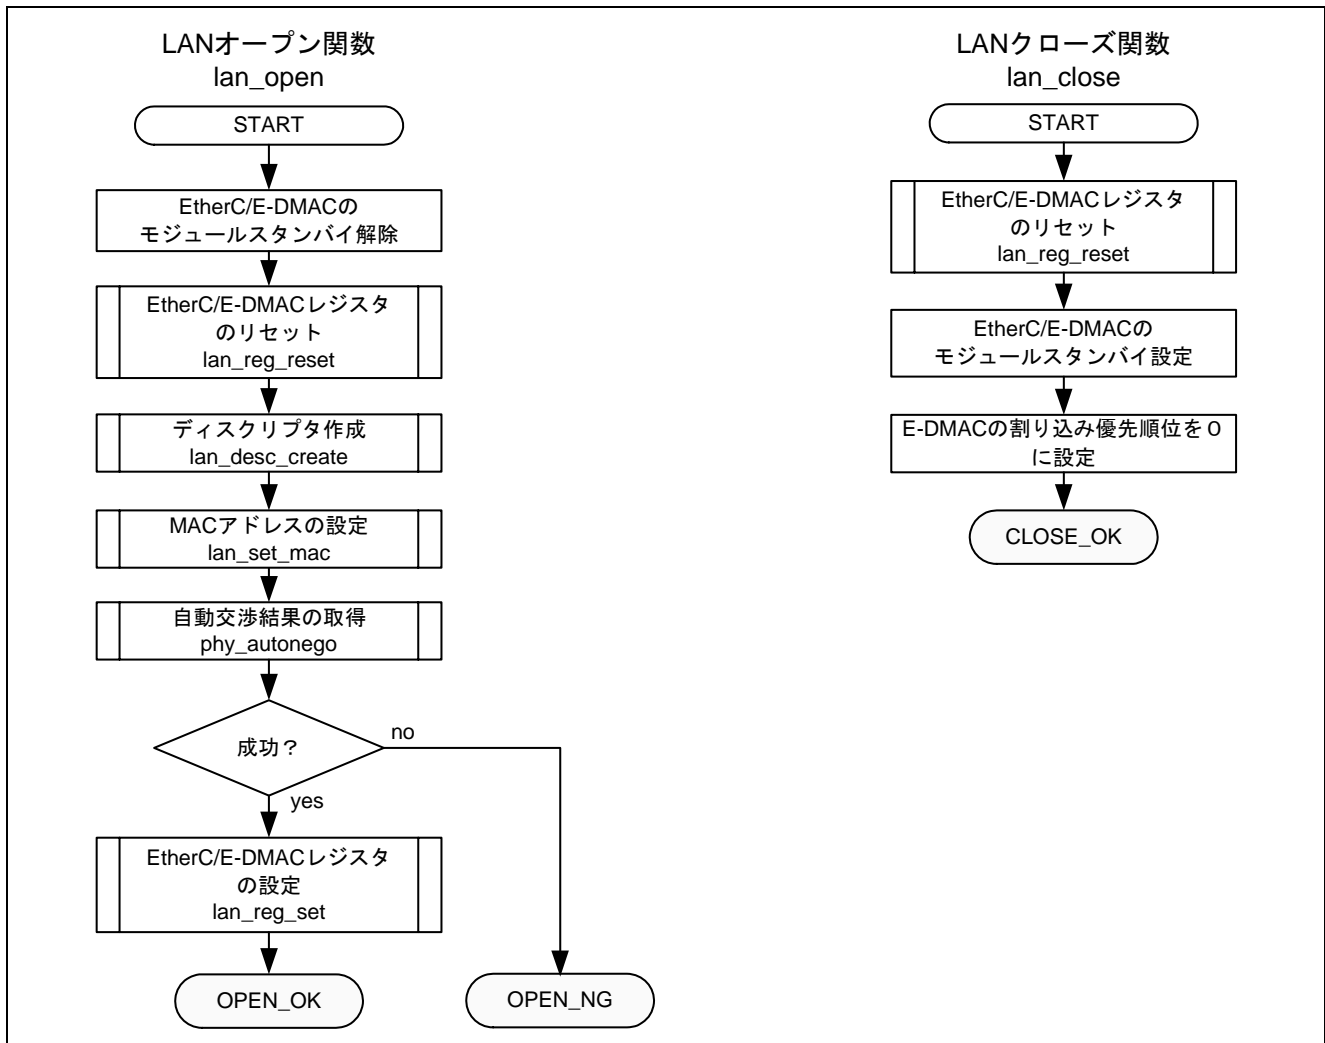 LANオープン関数
lan_open
START
EtherC/E-DMACの
モジュールスタンバイ解除
EtherC/E-DMACレジスタ
のリセット
lan_reg_reset
ディスクリプタ作成
lan_desc_create
MACアドレスの設定
lan_set_mac
自動交渉結果の取得
phy_autonego
成功？
no
yes
EtherC/E-DMACレジスタ
の設定
lan_reg_set
OPEN_OK
OPEN_NG
LANクローズ関数
lan_close
START
EtherC/E-DMACレジスタ
のリセット
lan_reg_reset
EtherC/E-DMACの
モジュールスタンバイ設定
E-DMACの割り込み優先順位を０
に設定
CLOSE_OK